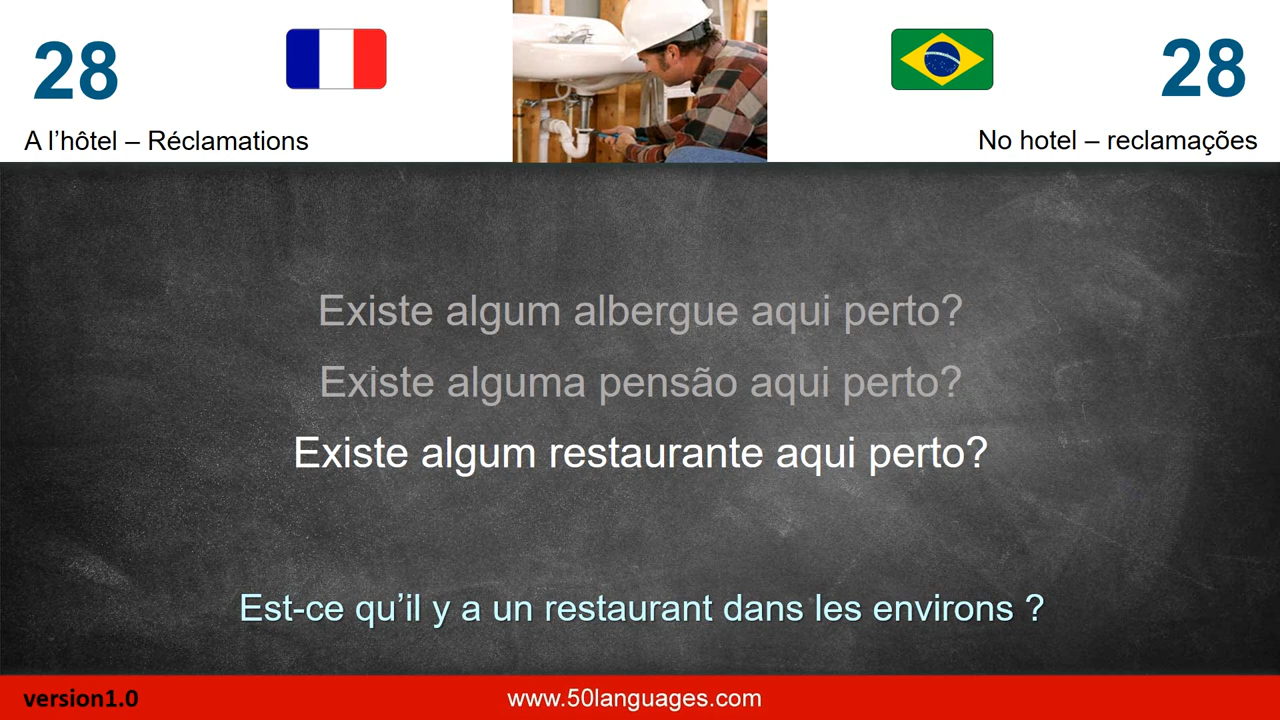 28
28
A l’hôtel – Réclamations
No hotel – reclamações
Existe algum albergue aqui perto?
Existe alguma pensão aqui perto?
Existe algum restaurante aqui perto?
Est-ce qu’il y a un restaurant dans les environs ?
version1.0
www.50languages.com